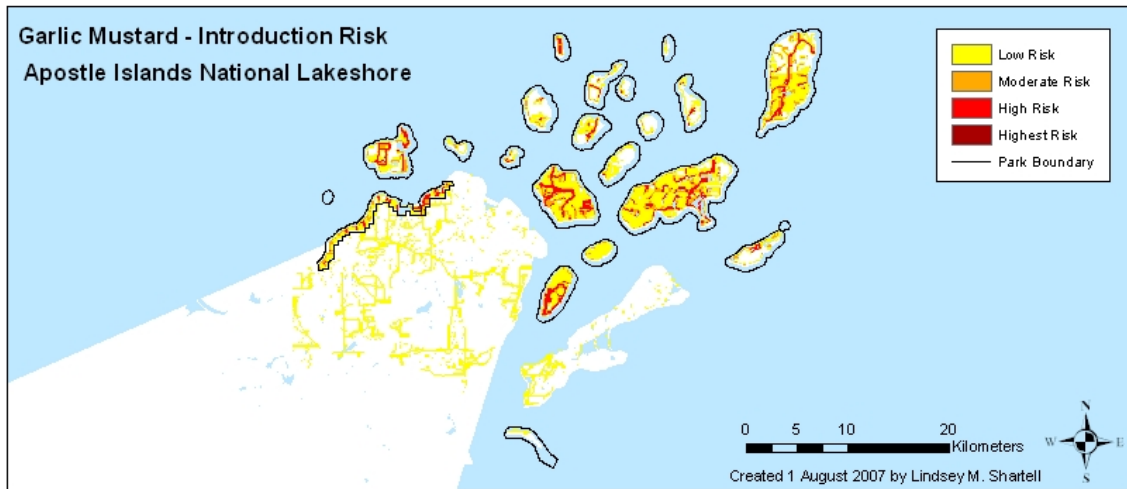 Garlic Mustard - Introduction Risk
Apostle Islands National Lakeshore
Low Risk
Moderate Risk
High Risk
Highest Risk
Park Boundary
0 5 10 20
Kilometers
N
W E
S
Created 1 August 2007 by Lindsey M. Shartell